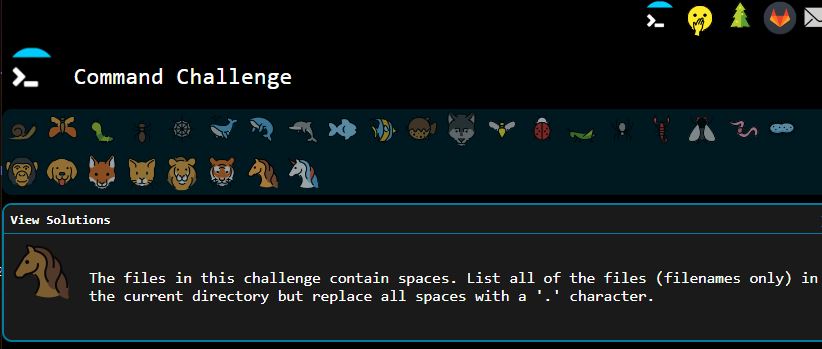 Command Challenge
View Solutions
The files in this challenge contain spaces. List all of the files (filenames only) in
the current directory but replace all spaces with a '.' character.